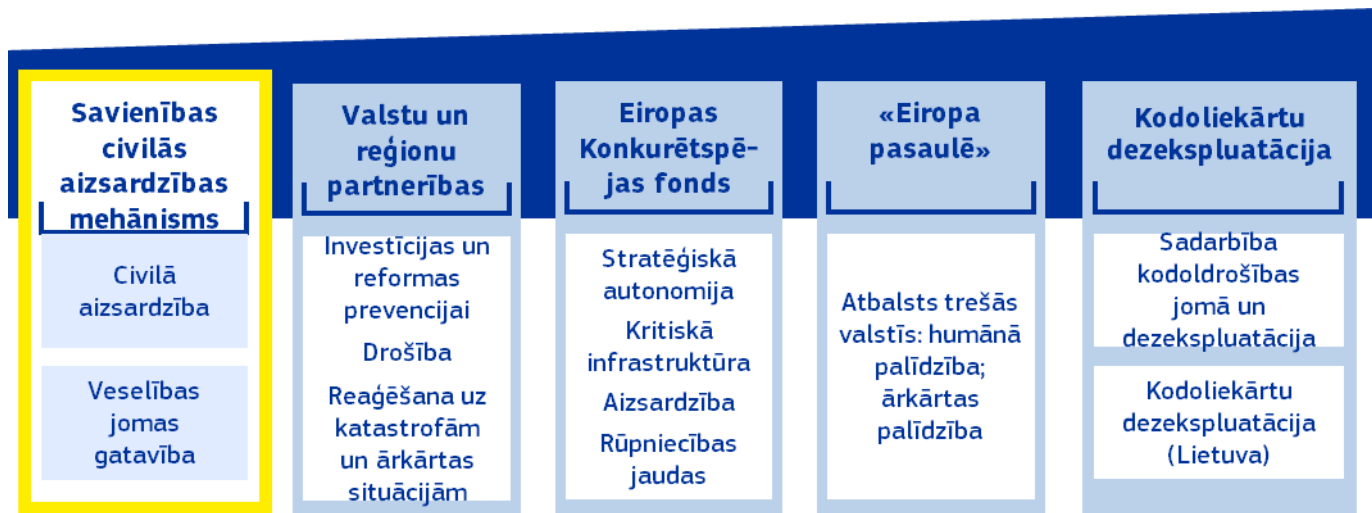 Savienības
civilās
aizsardzības
mehānisms
Civilā
aizsardzība
Veselības
jomas
gatavība
Valstu un
reģionu
partnerības
Investīcijas un
reformas
prevencijai
Drošība
Reaģēšana uz
katastrofām
un ārkārtas
situācijām
Eiropas
Konkurētspē-
jas fonds
Stratēģiskā
autonomija
Kritiskā
infrastruktūra
Aizsardzība
Rūpniecības
jaudas
«Eiropa
pasaulē»
Atbalsts trešās
valstīs: humānā
palīdzība;
ārkārtas
palīdzība
Kodoliekārtu
dezekspluatācija
Sadarbība
kodoldrošības
jomā un
dezekspluatācija
Kodoliekārtu
dezekspluatācija
(Lietuva)